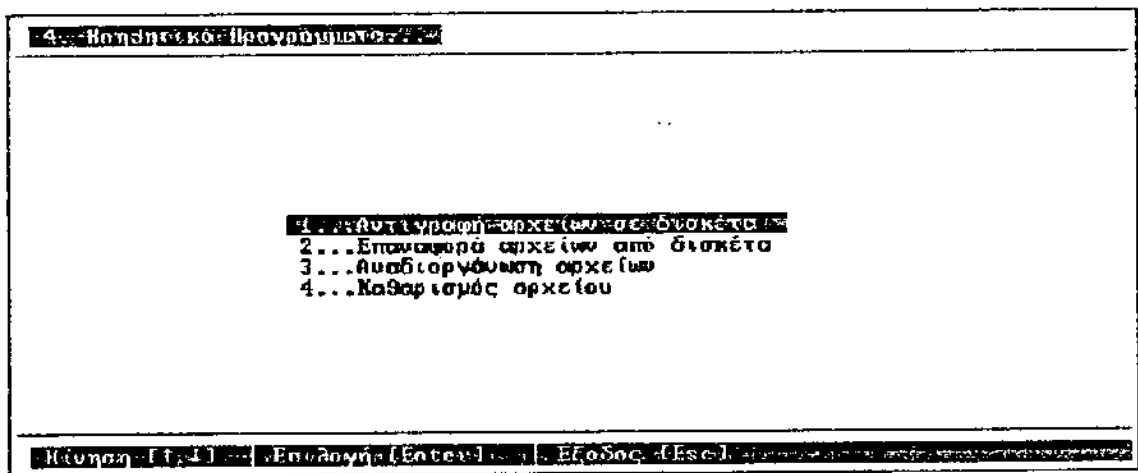 4...Βοηθητικά Προγράμματα...
1...Αντιγραφή αρχείων σε δισκέτα
2...Επαναφορά αρχείων από δισκέτα
3...Αναδιοργάνωση αρχείων
4...Καθαρισμός αρχείου
Κίνηση [↑,↓] Επιλογή [Enter] Εξοδος [Esc]